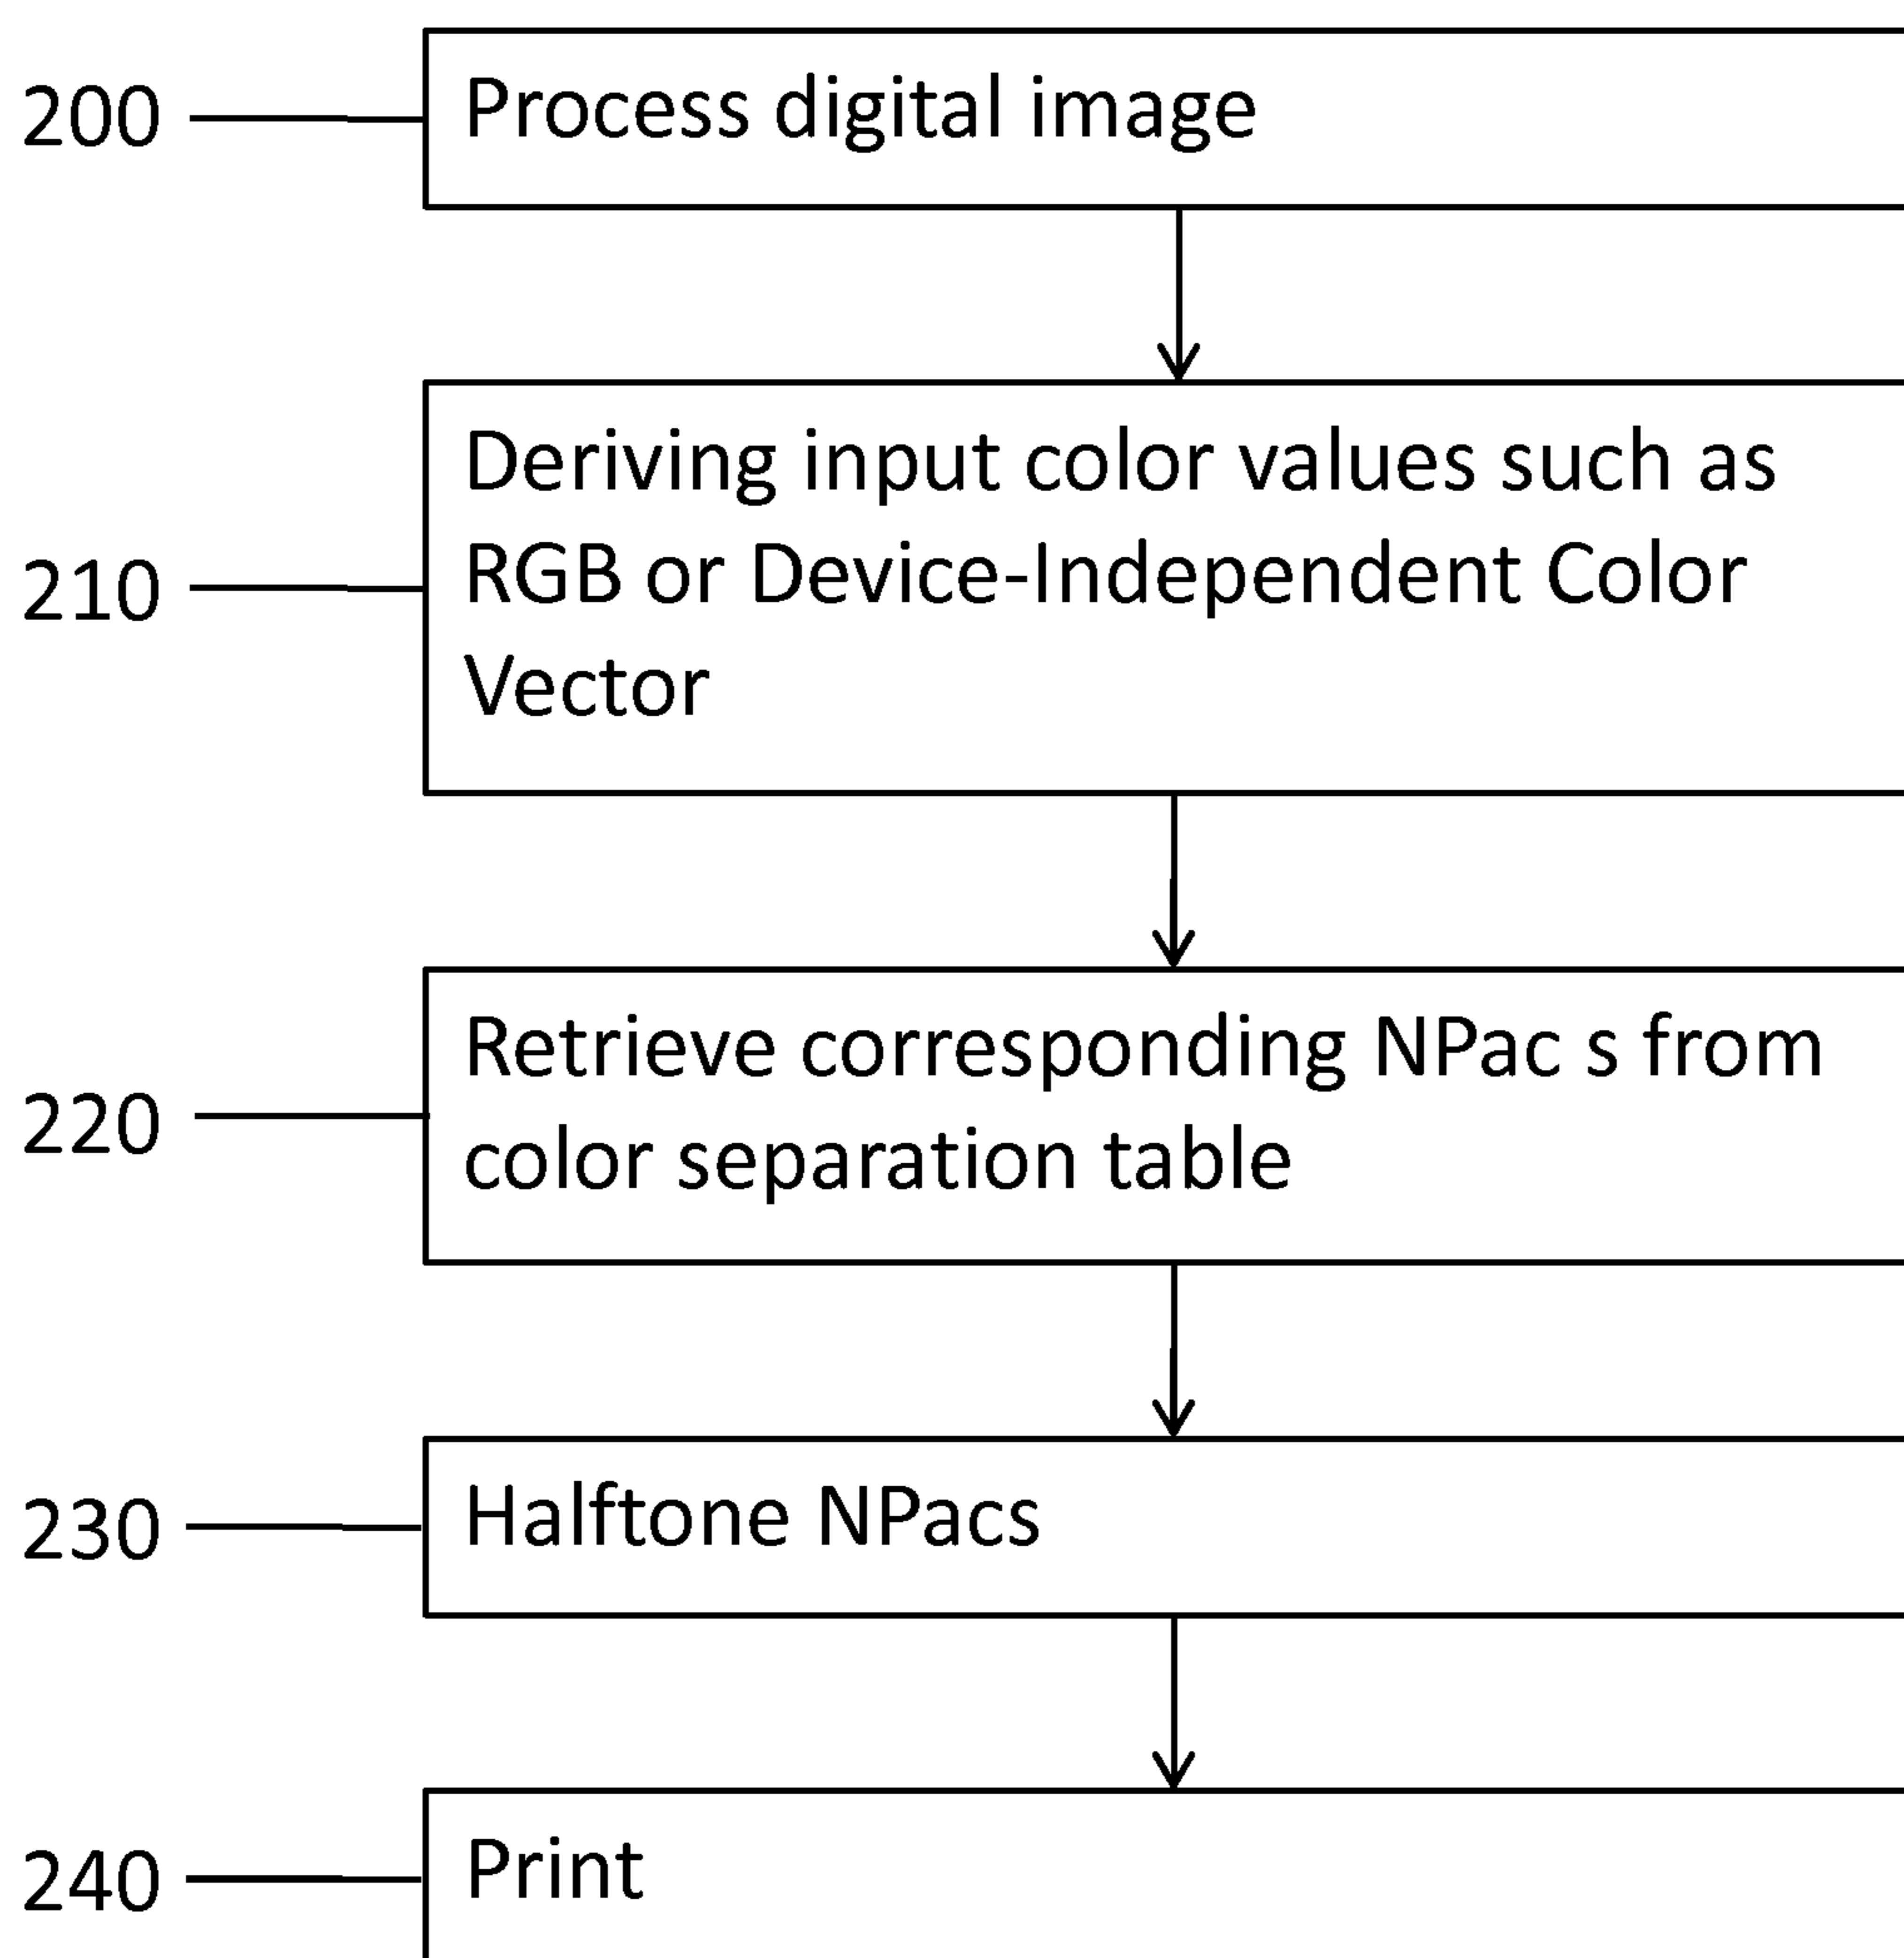 200
Process digital image
210
Deriving input color values such as
RGB or Device-Independent Color
Vector
220
Retrieve corresponding NPac s from
color separation table
230
Halftone NPacs
240
Print